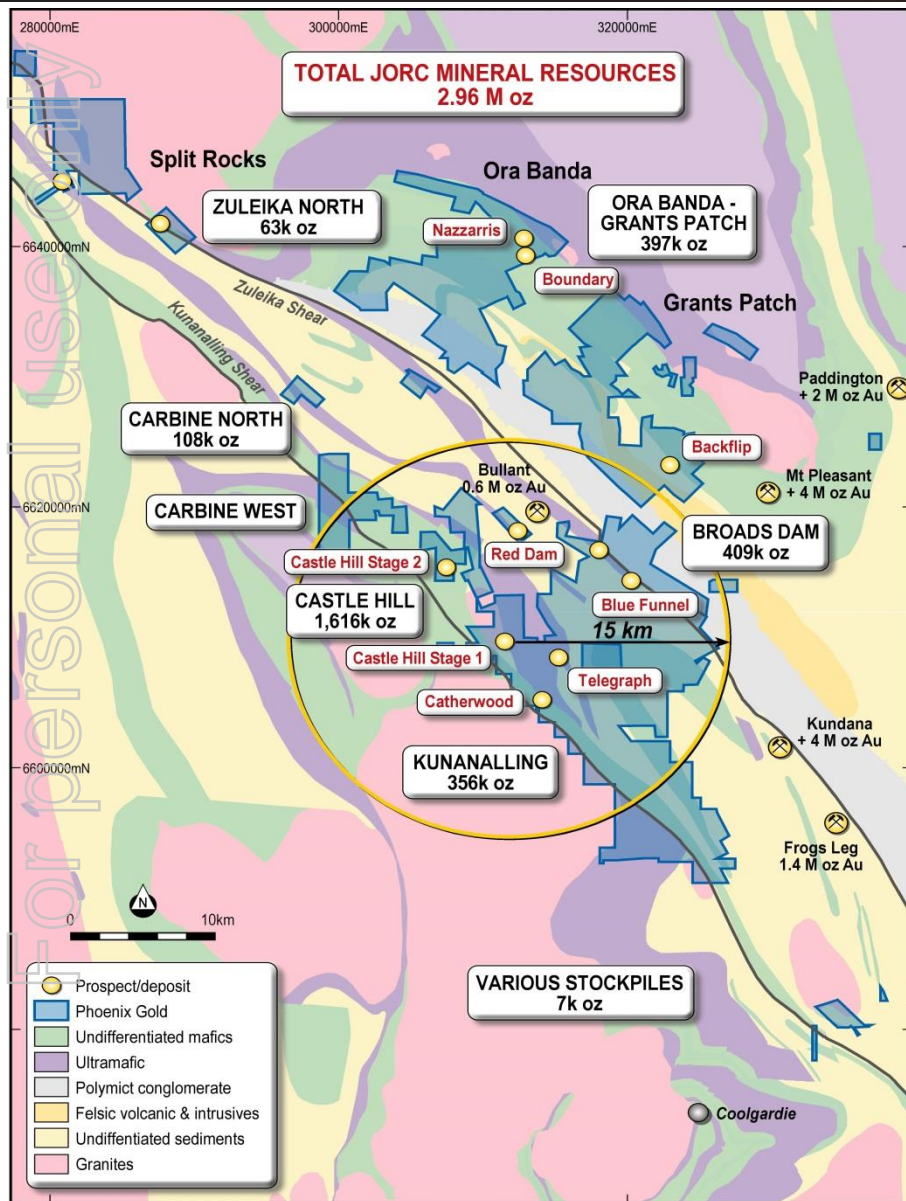 280000mE
300000mE
320000mE
For personal use only
TOTAL JORC MINERAL RESOURCES
2.96 M oz
Split Rocks
Ora Banda
ZULEIKA NORTH
63k oz
ORA BANDA -
GRANTS PATCH
397k oz
Nazzarris
6640000mN
Boundary
Zuleika Shear
Grants Patch
Kunanalling Shear
Paddington
+ 2 M oz Au
CARBINE NORTH
108k oz
Backflip
Bullant
0.6 M oz Au
Mt Pleasant
+ 4 M oz Au
6620000mN
CARBINE WEST
BROADS DAM
409k oz
Red Dam
Castle Hill Stage 2
Blue Funnel
CASTLE HILL
1,616k oz
15 km
Castle Hill Stage 1
Telegraph
Catherwood
Kundana
+ 4 M oz Au
6600000mN
KUNANALLING
356k oz
Frogs Leg
1.4 M oz Au
N
0
10km
VARIOUS STOCKPILES
7k oz
Prospect/deposit
Phoenix Gold
Undifferentiated mafics
Ultramafic
Polymict conglomerate
Felsic volcanic & intrusives
Undiffentiated sediments
Granites
Coolgardie